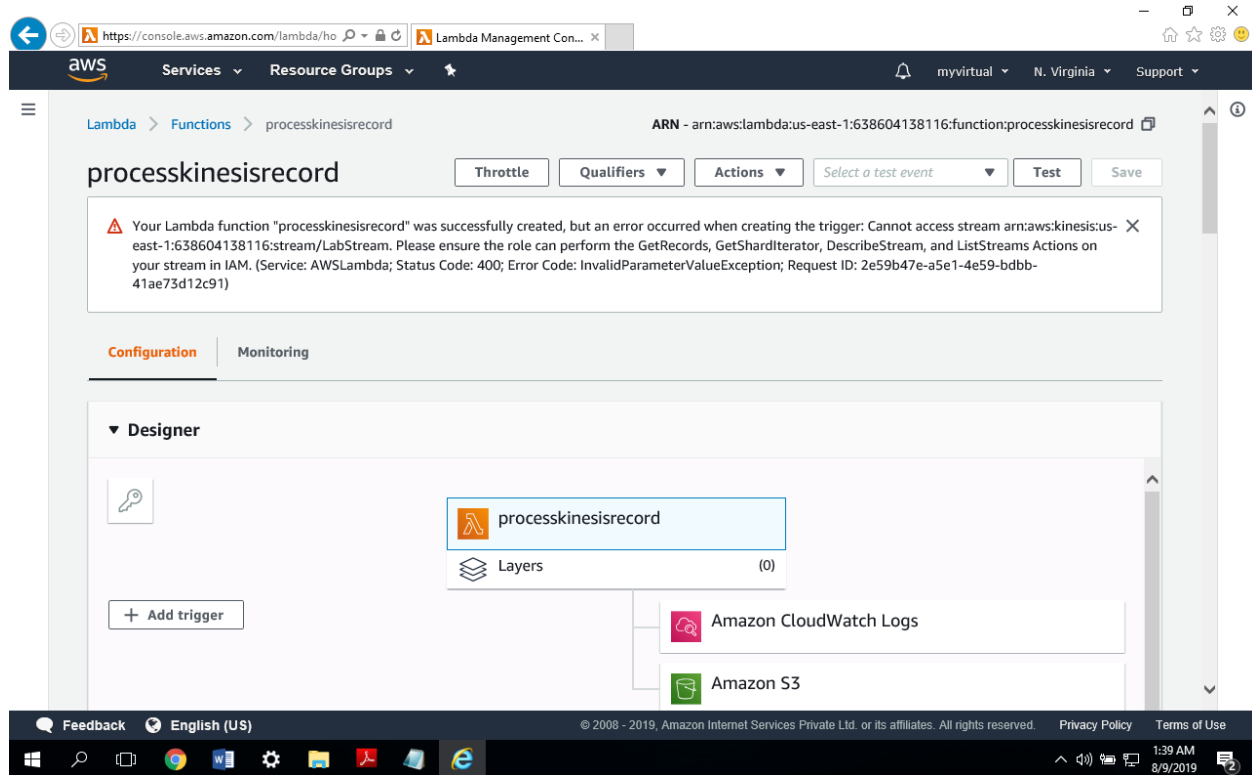 https://console.aws.amazon.com/lambda/ho
Lambda Management Con...
aws
Services
Resource Groups
myvirtual
N. Virginia
Support
Lambda > Functions > processkinesisrecord
ARN - arn:aws:lambda:us-east-1:638604138116:function:processkinesisrecord
processkinesisrecord
Throttle
Qualifiers
Actions
Select a test event
Test
Save
Your Lambda function "processkinesisrecord" was successfully created, but an error occurred when creating the trigger: Cannot access stream arn:aws:kinesis:us-
east-1:638604138116:stream/LabStream. Please ensure the role can perform the GetRecords, GetShardIterator, DescribeStream, and ListStreams Actions on
your stream in IAM. (Service: AWSLambda; Status Code: 400; Error Code: InvalidParameterValueException; Request ID: 2e59b47e-a5e1-4e59-bdbb-
41ae73d12c91)
Configuration
Monitoring
Designer
processkinesisrecord
Layers
(0)
+ Add trigger
Amazon CloudWatch Logs
Amazon S3
Feedback
English (US)
© 2008 - 2019, Amazon Internet Services Private Ltd. or its affiliates. All rights reserved.
Privacy Policy
Terms of Use
1:39 AM
8/9/2019
2